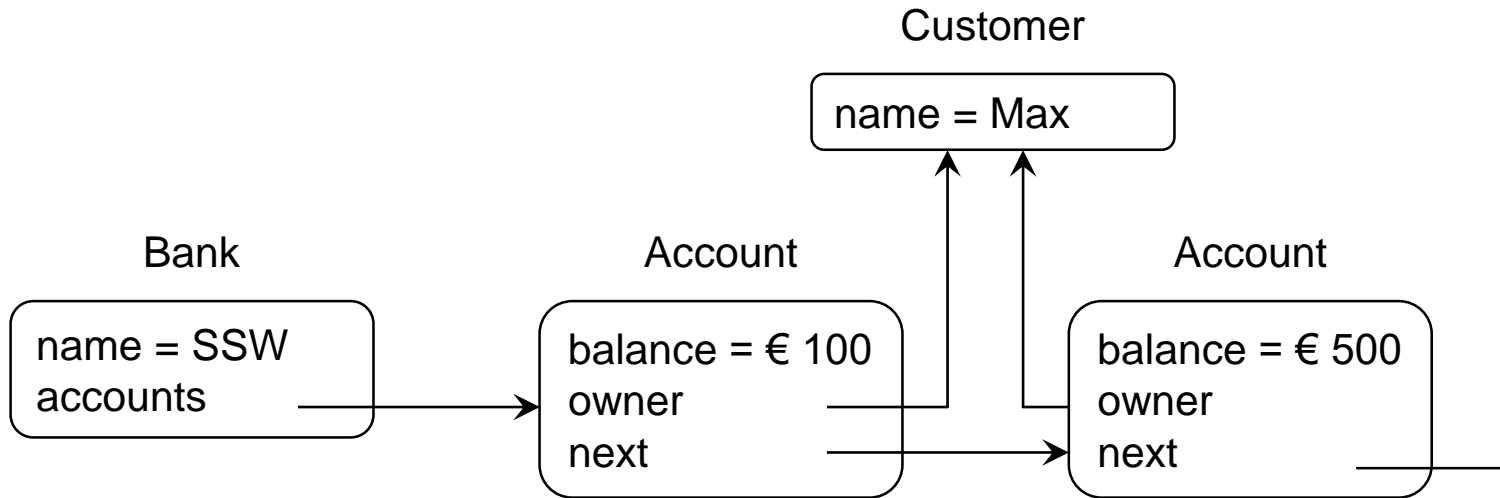 Customer
name = Max
Bank
Account
Account
name = SSW
accounts
balance = € 100
owner
next
balance = € 500
owner
next